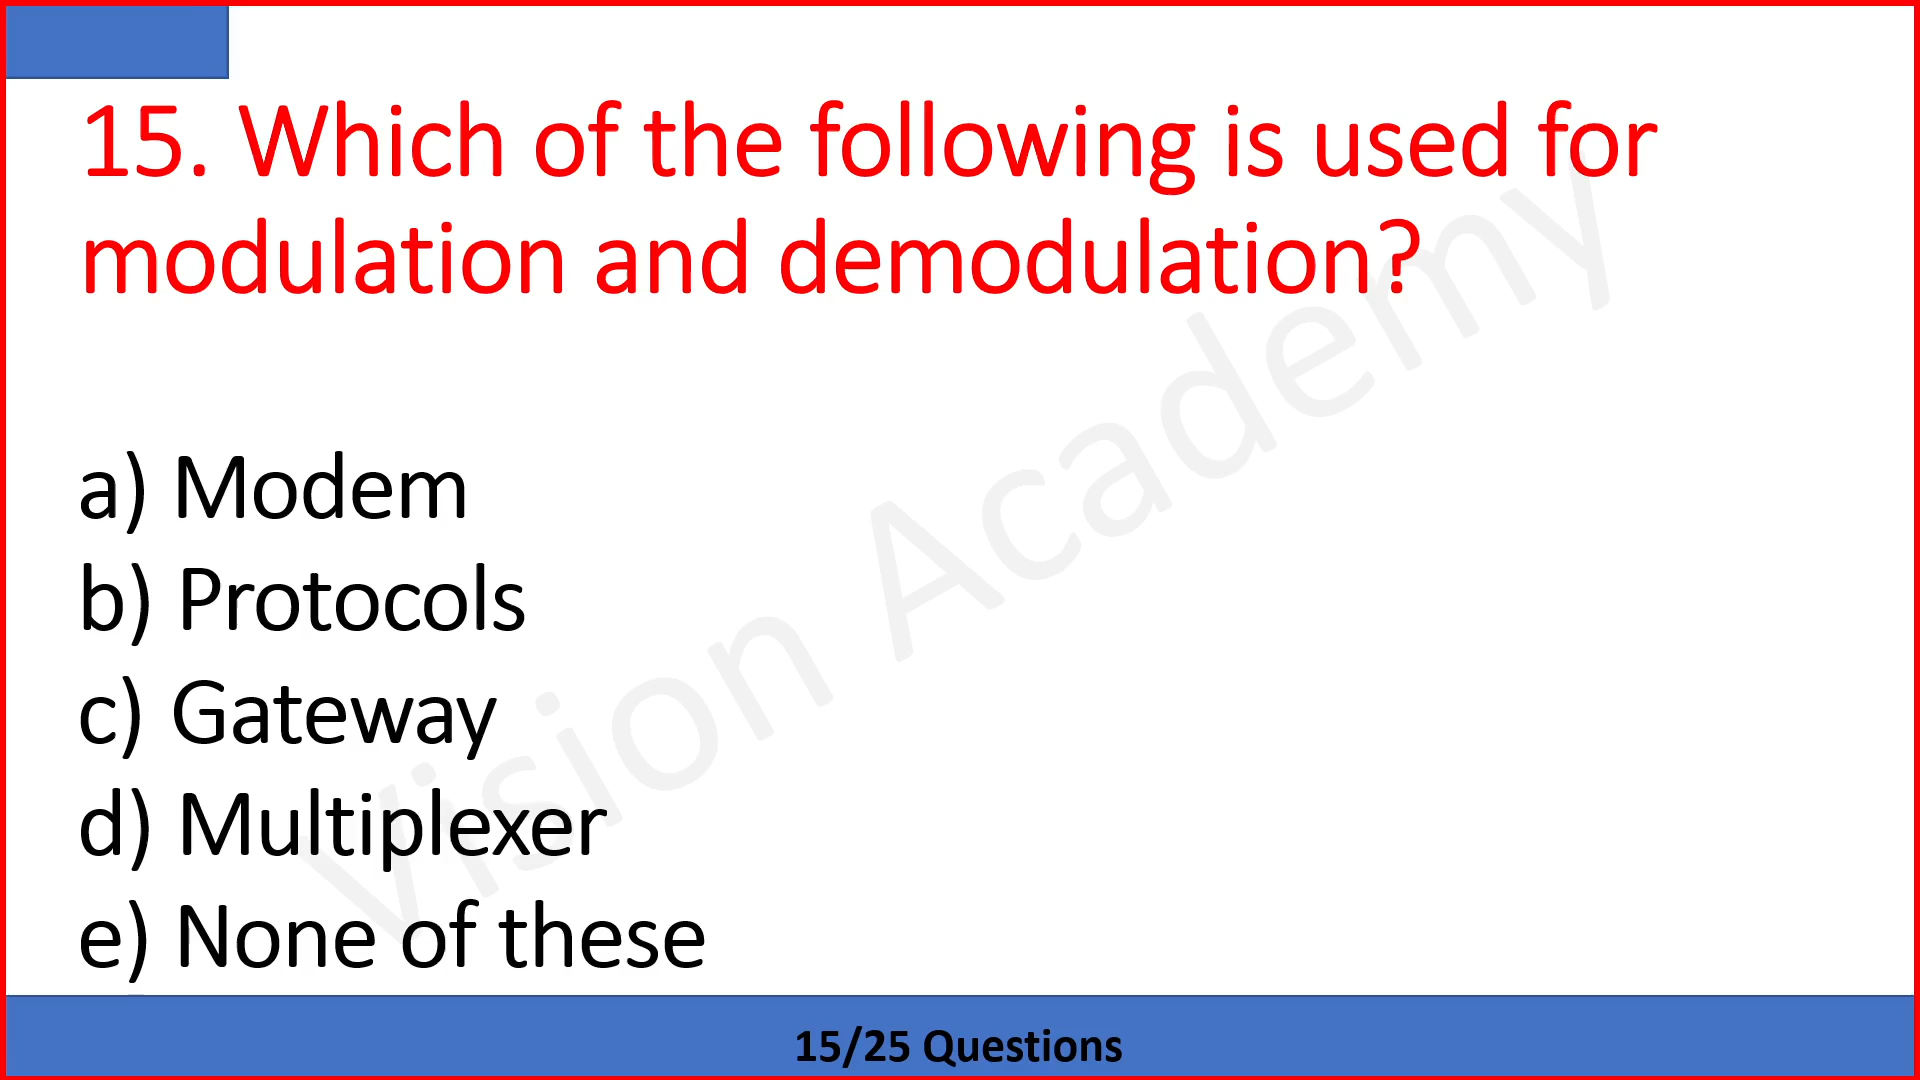 15. Which of the following is used for
modulation and demodulation?
a) Modem
b) Protocols
c) Gateway
d) Multiplexer
e) None of these
Vision Academy
15/25 Questions